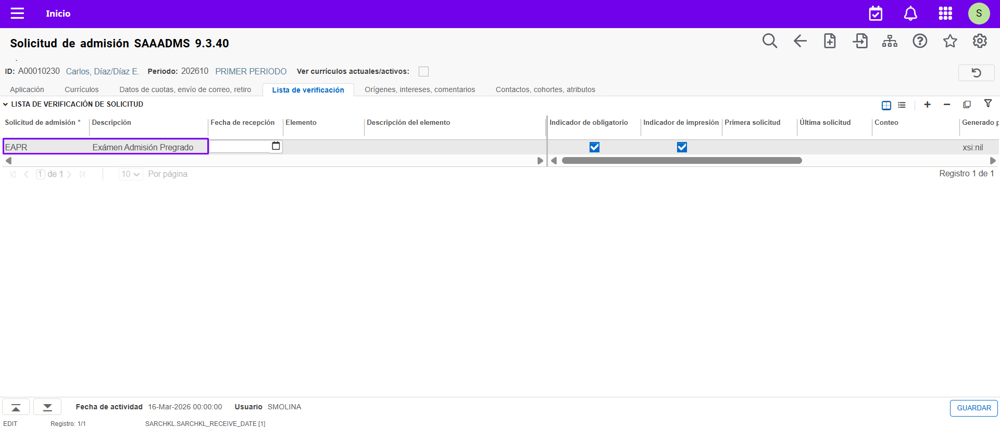 Inicio
S
Solicitud de admisión SAAADMS 9.3.40
ID: A00010230 Carlos, Díaz/Díaz E. Periodo: 202610 PRIMER PERIODO Ver currículos actuales/activos:
Aplicación Currículos Datos de cuotas, envío de correo, retiro Lista de verificación Orígenes, intereses, comentarios Contactos, cohortes, atributos
LISTA DE VERIFICACIÓN DE SOLICITUD
Solicitud de admisión * Descripción Fecha de recepción Elemento Descripción del elemento Indicador de obligatorio Indicador de impresión Primera solicitud Última solicitud Conteo Generado p
EAPR Exámen Admisión Pregrado xsi:nil
1 de 1 10 Por página Registro 1 de 1
Fecha de actividad 16-Mar-2026 00:00:00 Usuario SMOLINA GUARDAR
EDIT Registro: 1/1 SARCHKL.SARCHKL_RECEIVE_DATE [1]